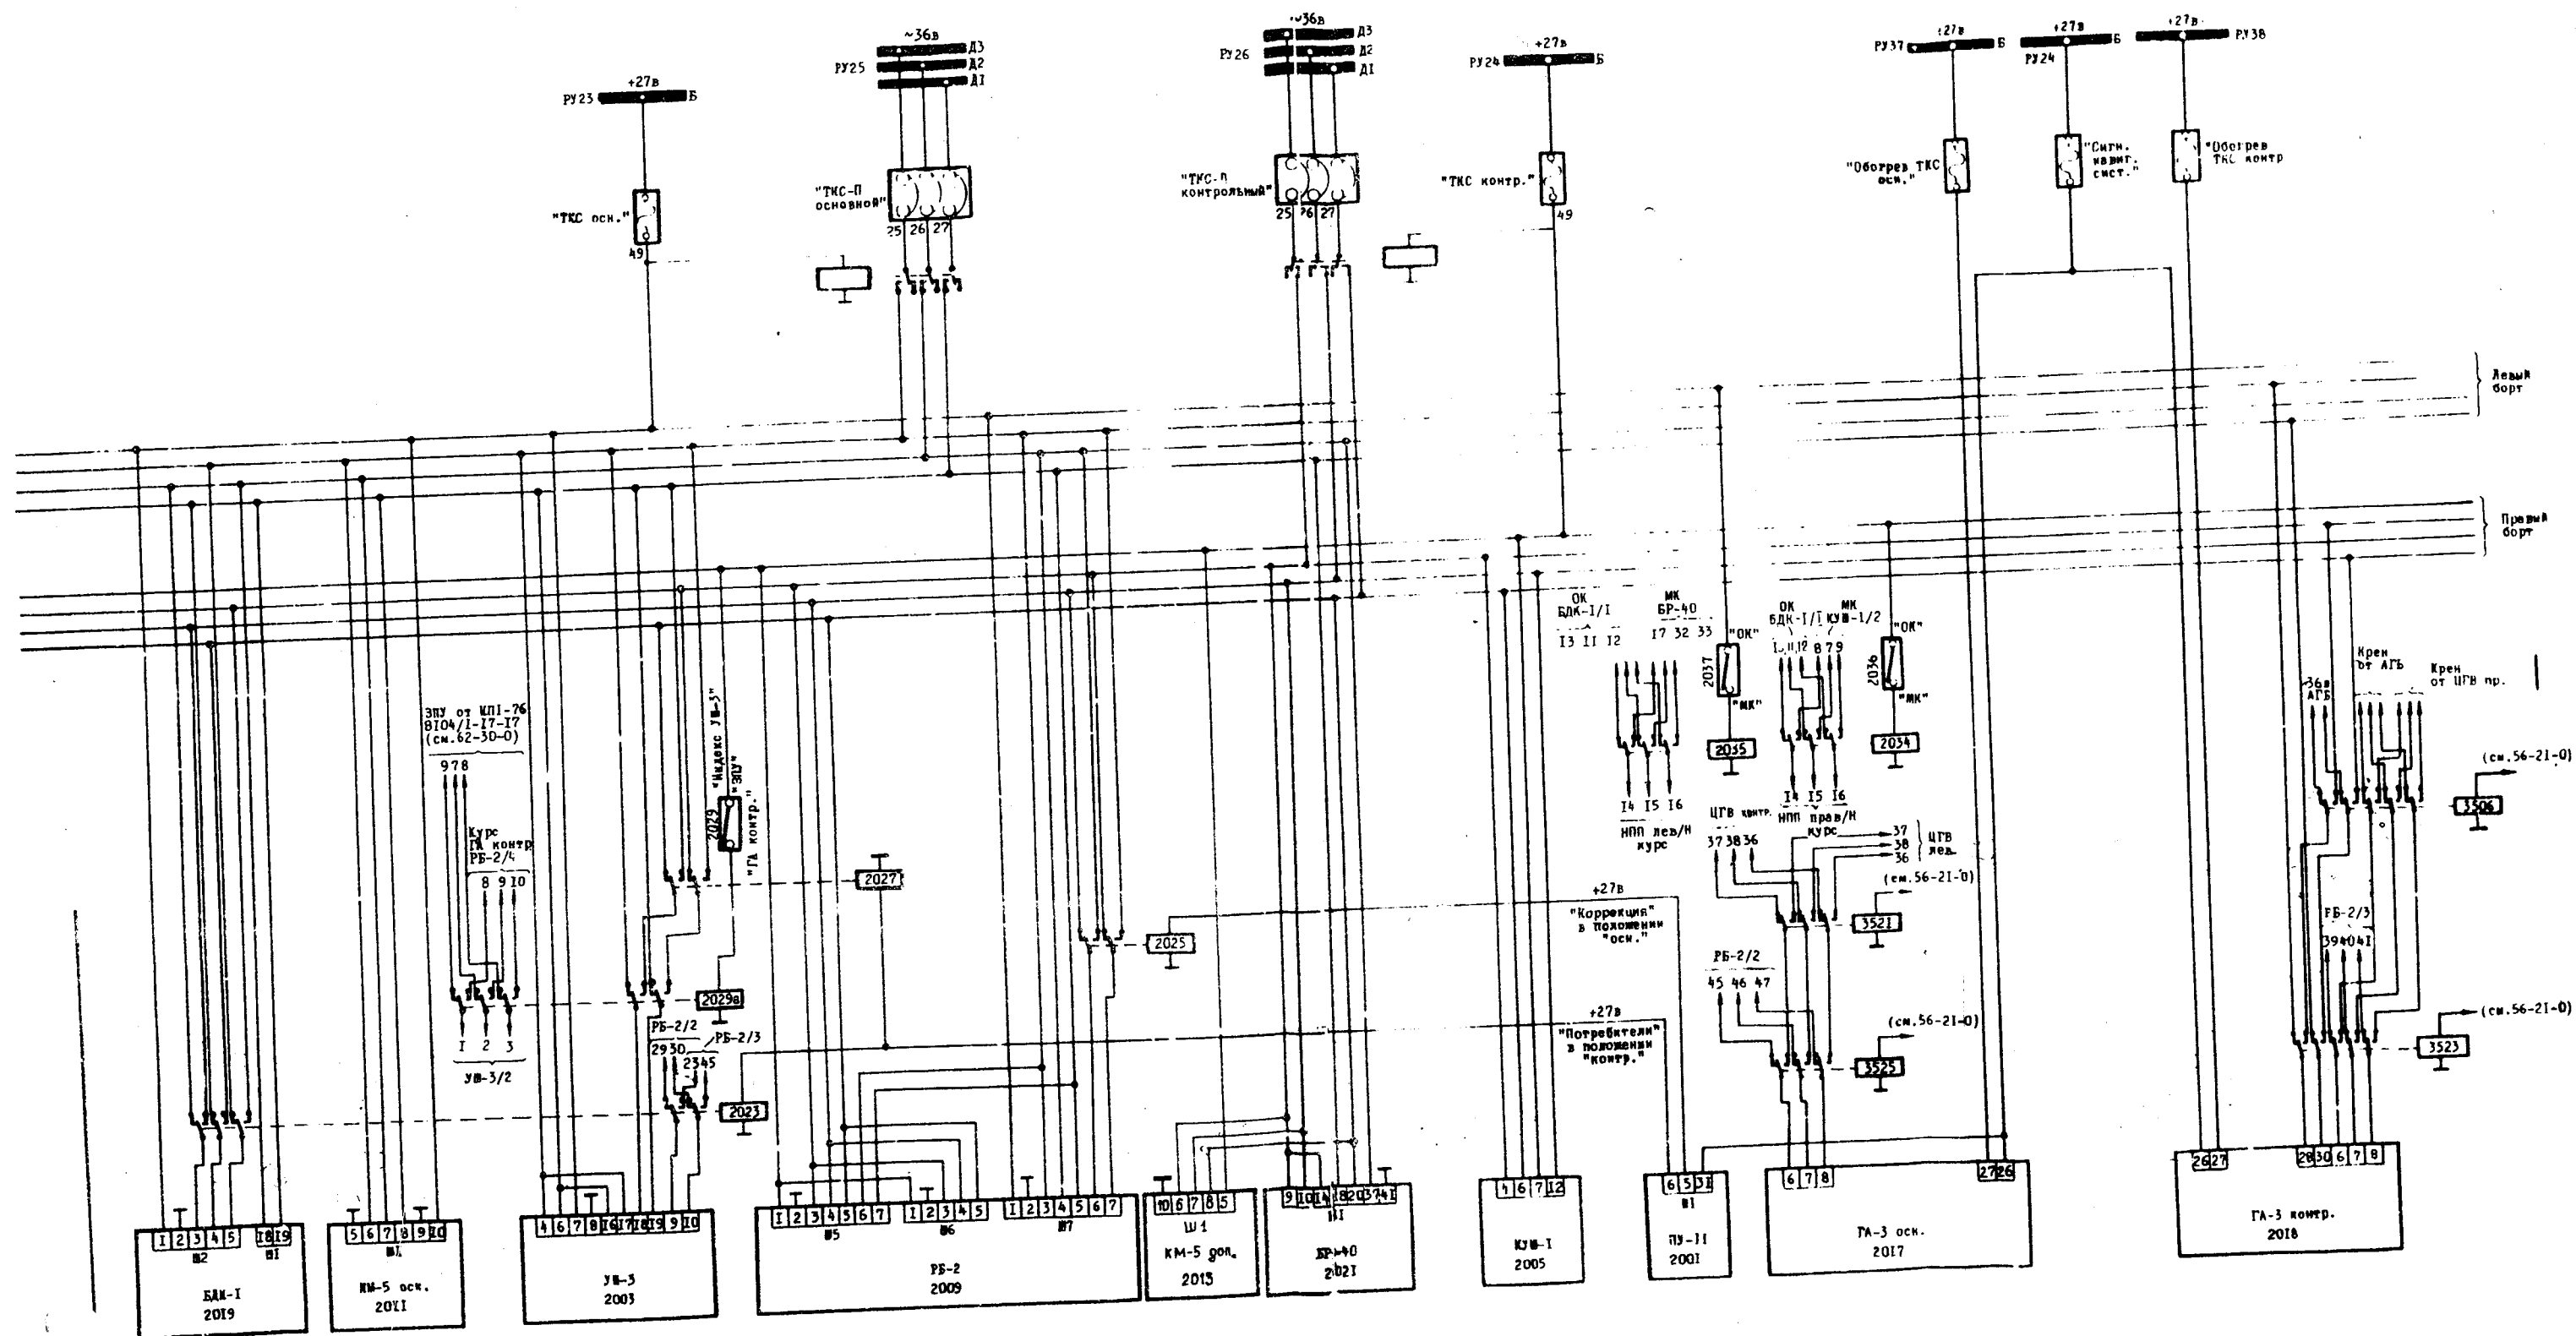 ~36в
Д3
РУ25
Д2
Д1
~36в
Д3
РУ26
Д2
Д1
+27в
РУ23
Б
+27в
РУ24
Б
+27в
РУ37
Б
+27в
Б
РУ24
+27в
РУ38
"ТКС осн."
49
"ТКС-П
основной"
25 26 27
"ТКС-П
контрольный"
25 26 27
"ТКС контр."
49
"Обогрев ТКС
осн."
"Сигн.
навиг.
сист."
"Обогрев
ТКС контр
Левый
борт
Правый
борт
ЗПУ от КП1-76
8104/1-17-17
(см.62-30-0)
9 7 8
Курс
ГА контр
РБ-2/4
8 9 10
1 2 3
УШ-3/2
"Индекс УШ-3"
"ЗПУ"
2029
"ГА контр."
2027
2029а
РБ-2/2
29 30
РБ-2/3
2 3 4 5
2023
2025
+27в
"Коррекция"
в положении
"осн."
+27в
"Потребители"
в положении
"контр."
ОК
БДК-1/1
13 11 12
МК
БР-40
17 32 33
"ОК"
2037
"МК"
2035
14 15 16
НПП лев/Н
курс
ОК
БДК-1/1
МК
КУШ-1/2
11 12 8 7 9
"ОК"
2036
"МК"
2034
14 15 16
НПП прав/Н
курс
ЦГВ контр.
37 38 36
37
38
36
ЦГВ
лев.
(см.56-21-0)
3521
РБ-2/2
45 46 47
(см.56-21-0)
3525
36в
АГБ
Крен
от АГБ
Крен
от ЦГВ пр.
(см.56-21-0)
3506
РБ-2/3
39 40 41
(см.56-21-0)
3523
1 2 3 4 5
18 19
Ш2
Ш1
БДК-1
2019
5 6 7 8 9 10
Ш1
КМ-5 осн.
2011
4 6 7 8 16 17 18 19 9 10
УШ-3
2003
1 2 3 4 5 6 7
Ш5
1 2 3 4 5
Ш6
1 2 3 4 5 6 7
Ш7
РБ-2
2009
10 6 7 8 5
Ш1
КМ-5 доп.
2013
9 10 14 18 20 37 41
Ш1
БР-40
2021
4 6 7 12
КУШ-1
2005
6 5 31
Ш1
ПУ-11
2001
6 7 8
27 26
ГА-3 осн.
2017
26 27
28 30 6 7 8
ГА-3 контр.
2018